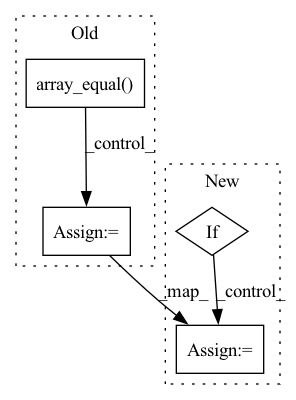 Old
array_equal()
_control_
New
Assign:=
If
_map_
_control_
Assign:=